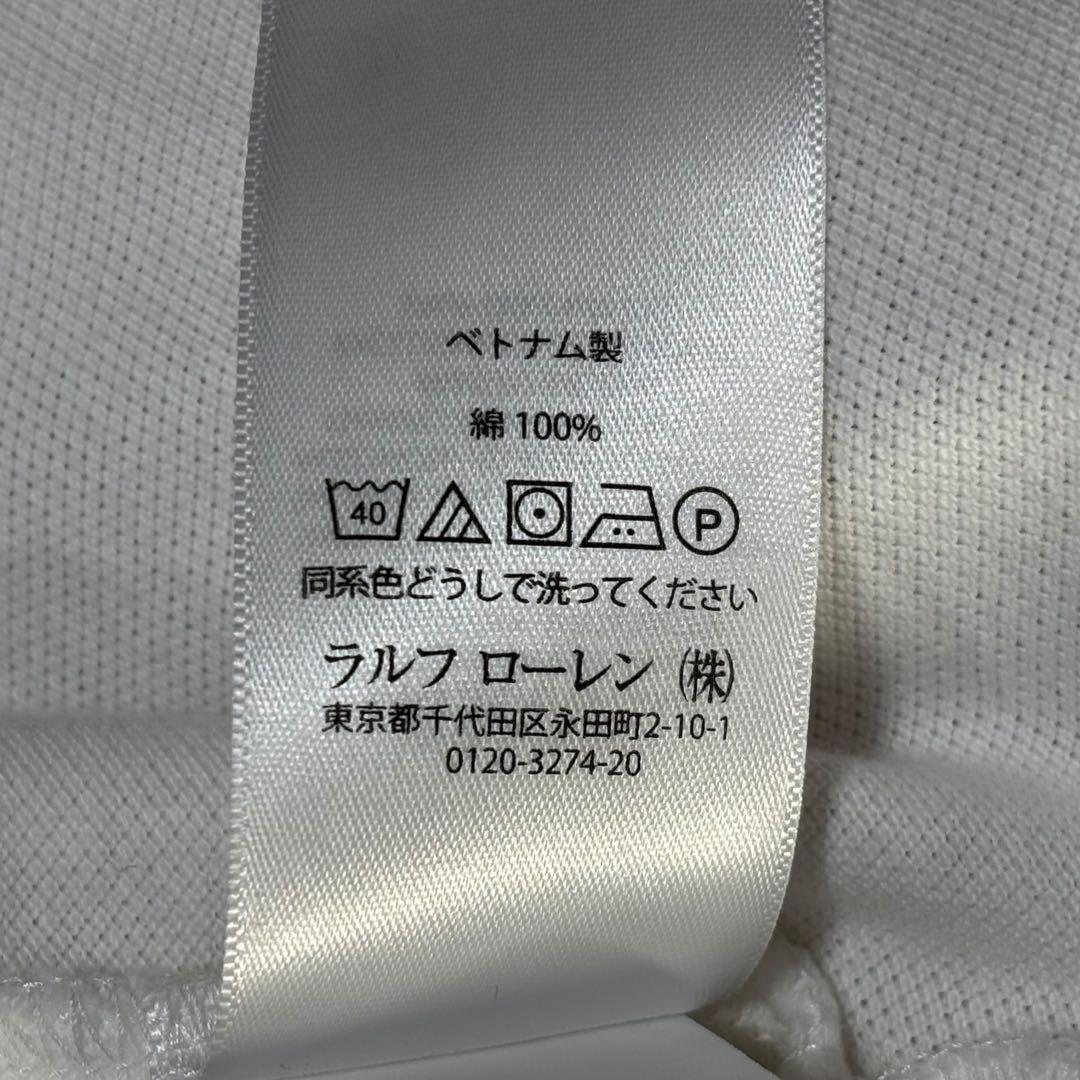 ベトナム製
綿 100%
40 P
同系色どうしで洗ってください
ラルフ ローレン ㈱
東京都千代田区永田町2-10-1
0120-3274-20